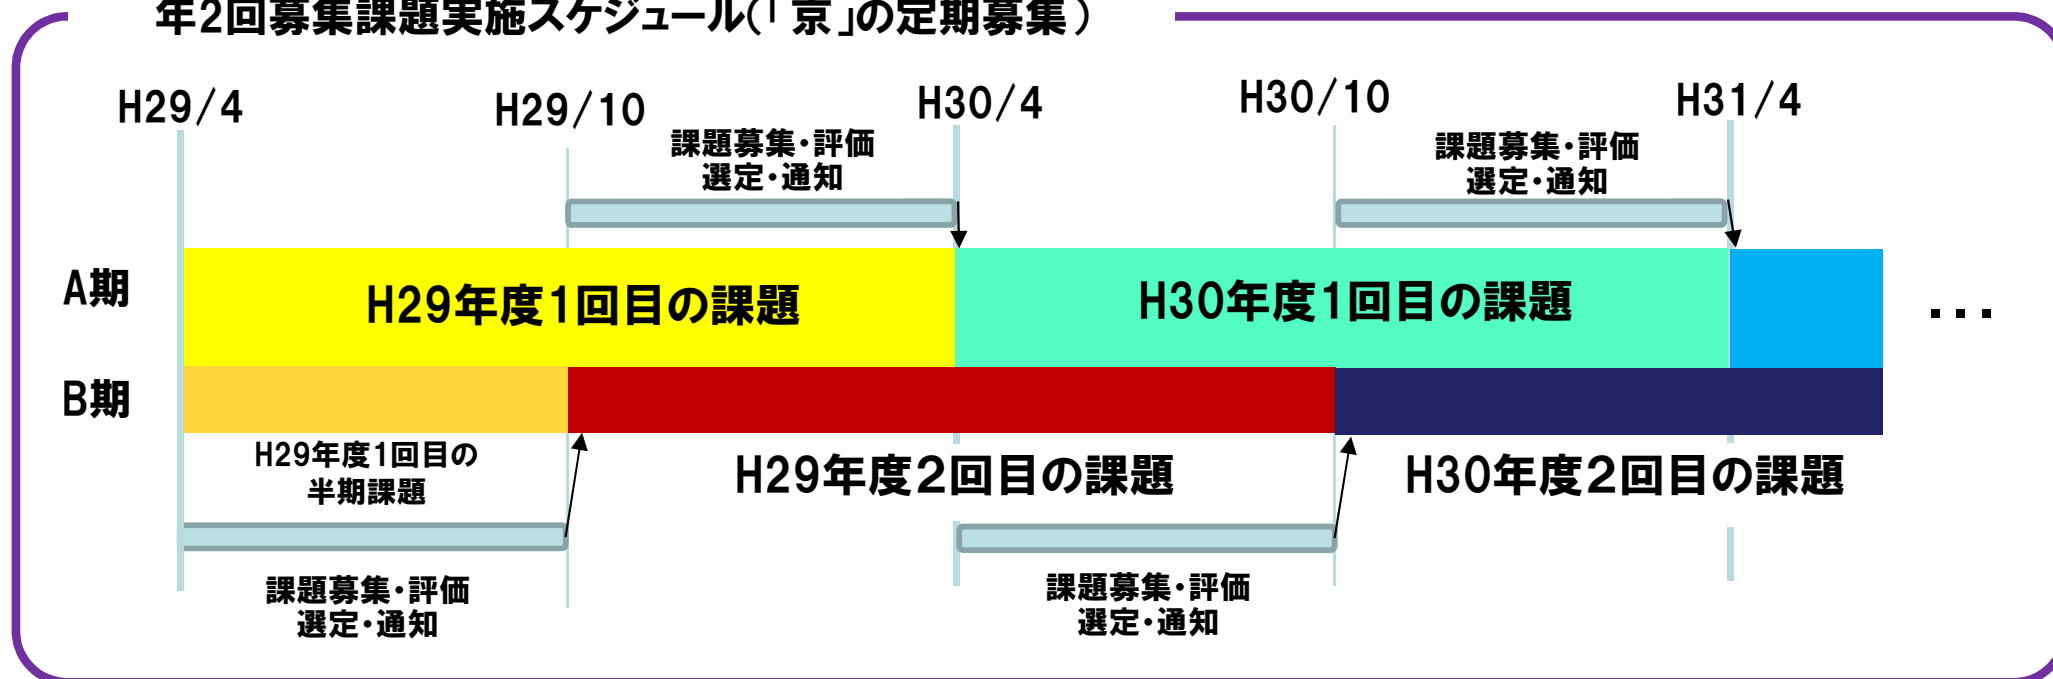 年2回募集課題実施スケジュール(「京」の定期募集)
H29/4
H29/10
H30/4
H30/10
H31/4
課題募集・評価
選定・通知
課題募集・評価
選定・通知
A期
H29年度1回目の課題
H30年度1回目の課題
...
B期
H29年度1回目の
半期課題
H29年度2回目の課題
H30年度2回目の課題
課題募集・評価
選定・通知
課題募集・評価
選定・通知